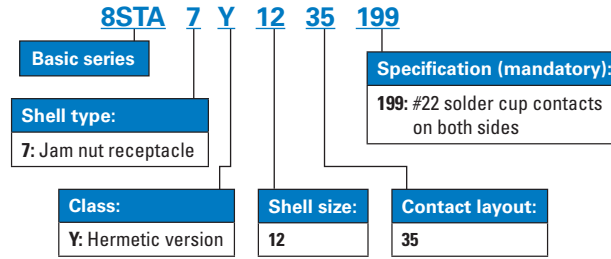 8STA 7 Y 12 35 199
Basic series
Specification (mandatory):
199: #22 solder cup contacts
on both sides
Shell type:
7: Jam nut receptacle
Class:
Y: Hermetic version
Shell size:
12
Contact layout:
35